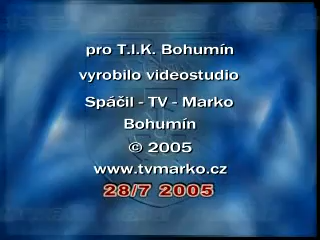 pro T.I.K. Bohumín
vyrobilo videostudio
Spáčil - TV - Marko
Bohumín
© 2005
www.tvmarko.cz
28/7 2005